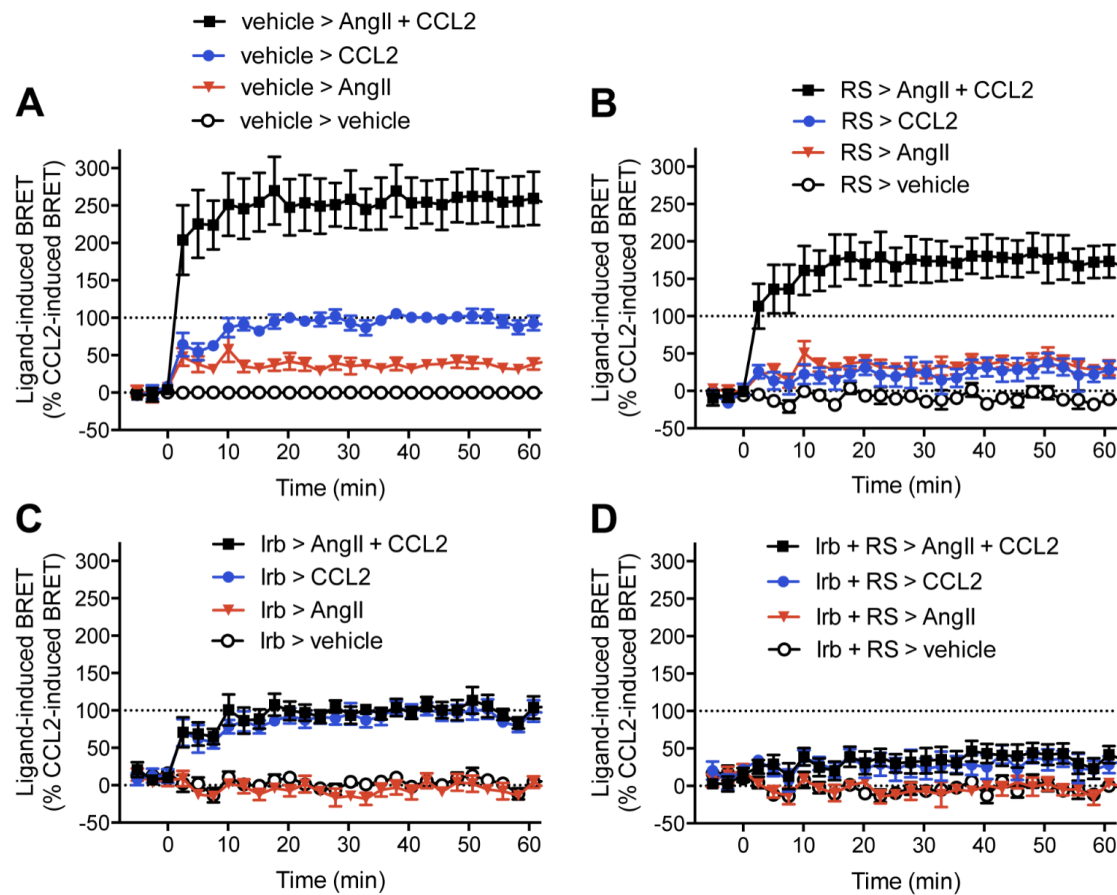 A
vehicle > AngII + CCL2
vehicle > CCL2
vehicle > AngII
vehicle > vehicle
Ligand-induced BRET
(% CCL2-induced BRET)
300
250
200
150
100
50
0
-50
0 10 20 30 40 50 60
Time (min)
B
RS > AngII + CCL2
RS > CCL2
RS > AngII
RS > vehicle
Ligand-induced BRET
(% CCL2-induced BRET)
300
250
200
150
100
50
0
-50
0 10 20 30 40 50 60
Time (min)
C
Irb > AngII + CCL2
Irb > CCL2
Irb > AngII
Irb > vehicle
Ligand-induced BRET
(% CCL2-induced BRET)
300
250
200
150
100
50
0
-50
0 10 20 30 40 50 60
Time (min)
D
Irb + RS > AngII + CCL2
Irb + RS > CCL2
Irb + RS > AngII
Irb + RS > vehicle
Ligand-induced BRET
(% CCL2-induced BRET)
300
250
200
150
100
50
0
-50
0 10 20 30 40 50 60
Time (min)